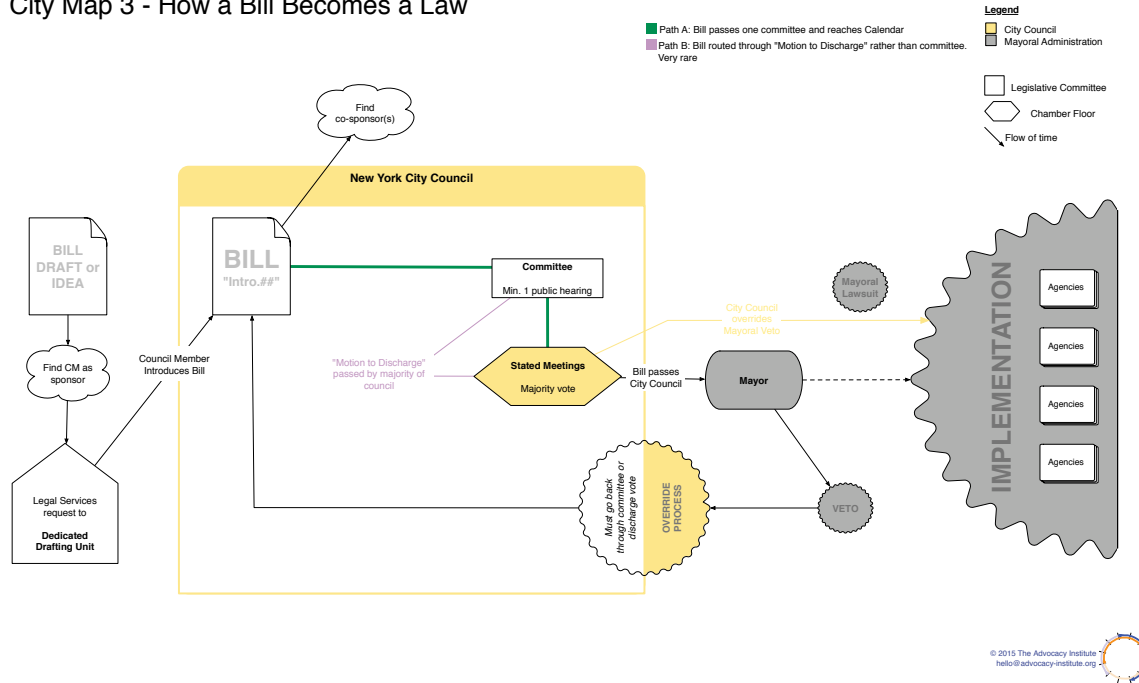 City Map 3 - How a Bill Becomes a Law
Legend
City Council
Mayoral Administration
Legislative Committee
Chamber Floor
Flow of time
Path A: Bill passes one committee and reaches Calendar
Path B: Bill routed through "Motion to Discharge" rather than committee.
Very rare
Find
co-sponsor(s)
New York City Council
BILL
DRAFT or
IDEA
BILL
"Intro.##"
Committee
Min. 1 public hearing
Mayoral
Lawsuit
City Council
overrides
Mayoral Veto
Find CM as
sponsor
Council Member
Introduces Bill
"Motion to Discharge"
passed by majority of
council
Stated Meetings
Majority vote
Bill passes
City Council
Mayor
IMPLEMENTATION
Agencies
Agencies
Agencies
Agencies
Legal Services
request to
Dedicated
Drafting Unit
Must go back
through committee or
discharge vote
OVERRIDE
PROCESS
VETO
© 2015 The Advocacy Institute
hello@advocacy-institute.org